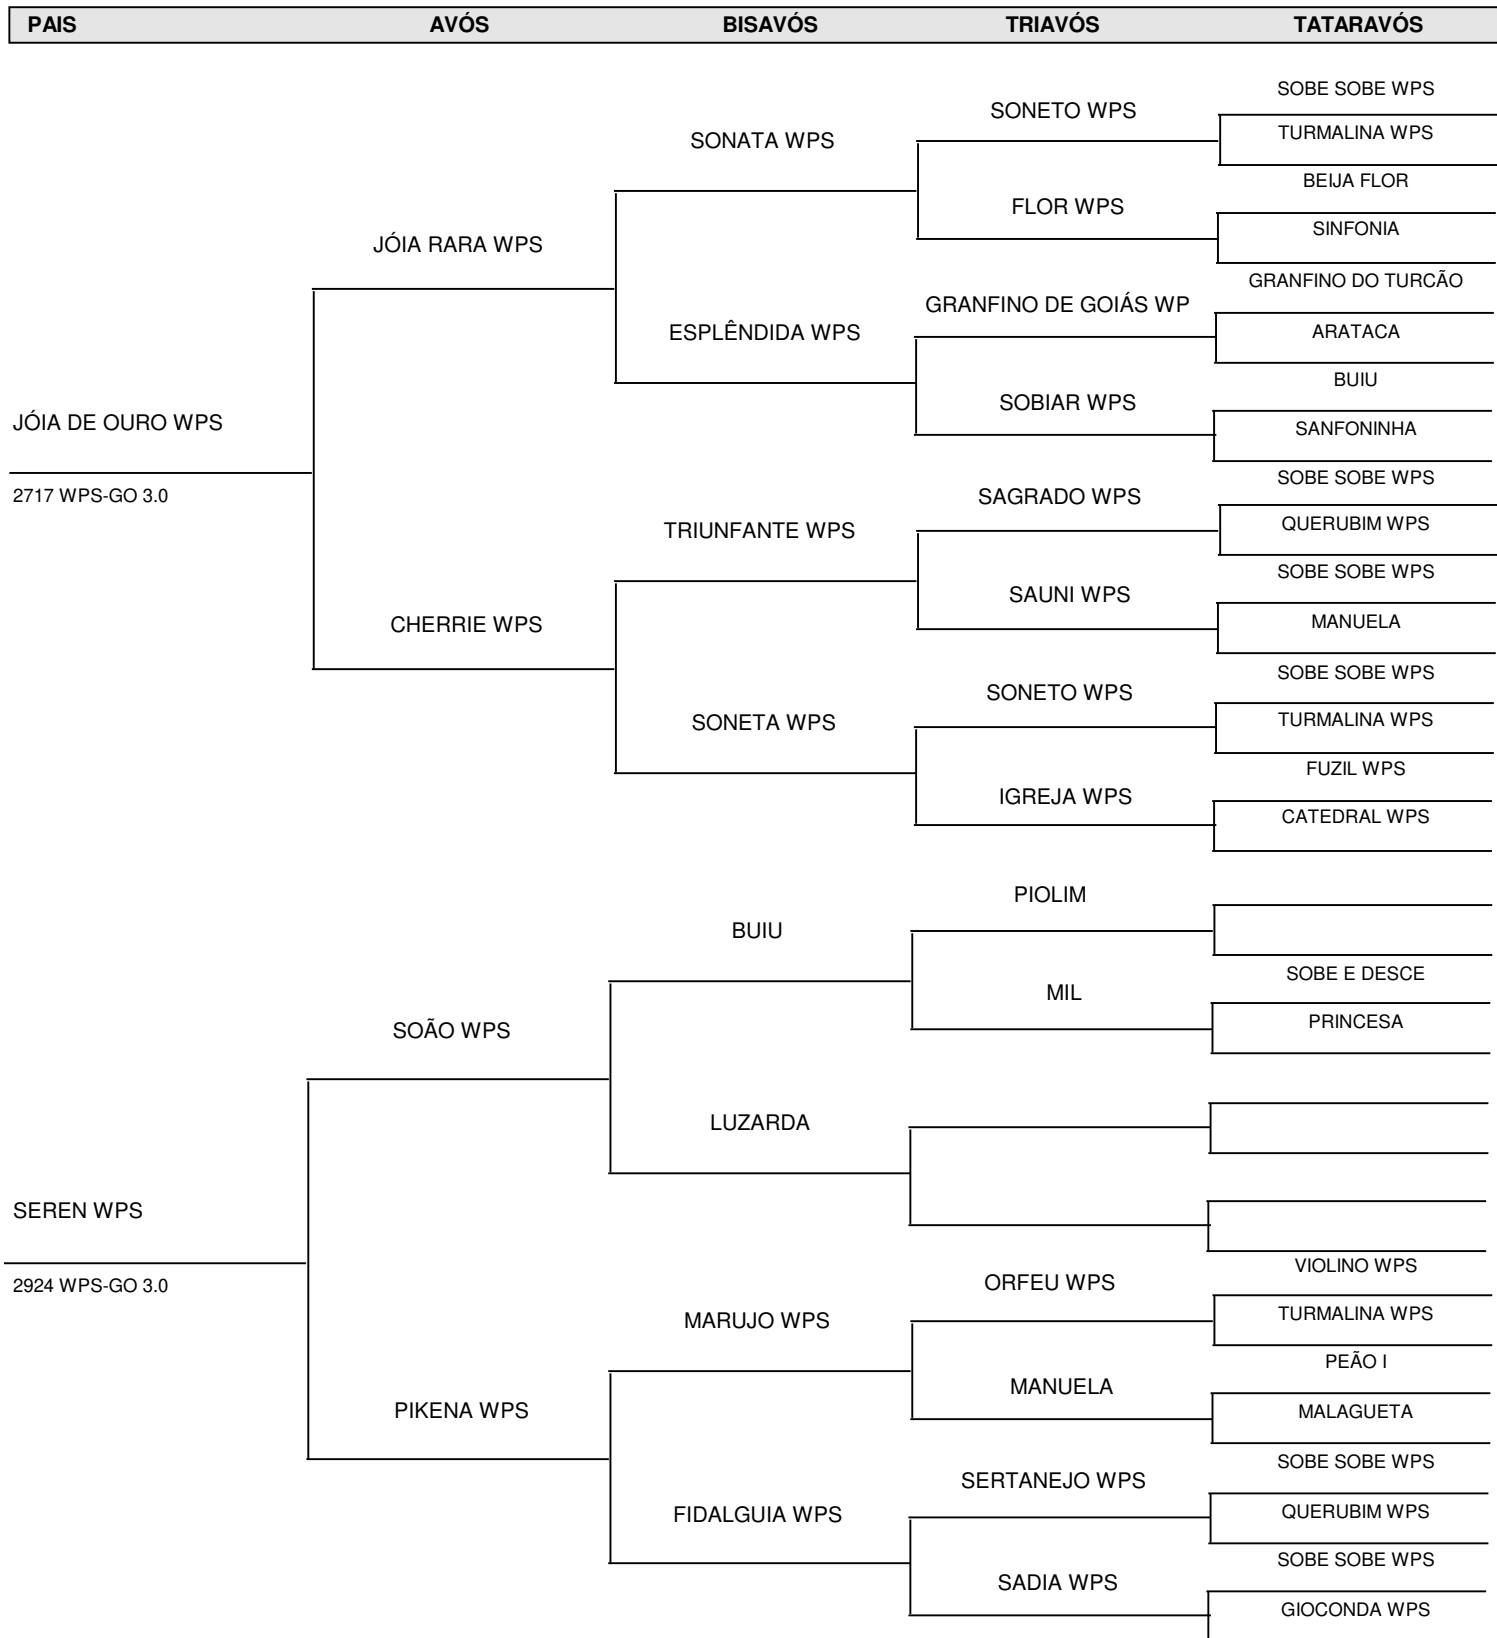 PAIS AVÓS BISAVÓS TRIAVÓS TATARAVÓS
SOBE SOBE WPS
SONETO WPS
TURMALINA WPS
SONATA WPS
BEIJA FLOR
FLOR WPS
SINFONIA
JÓIA RARA WPS
GRANFINO DO TURCÃO
GRANFINO DE GOIÁS WP
ARATACA
ESPLÊNDIDA WPS
BUIU
SOBIAR WPS
JÓIA DE OURO WPS
SANFONINHA
SOBE SOBE WPS
2717 WPS-GO 3.0
SAGRADO WPS
QUERUBIM WPS
TRIUNFANTE WPS
SOBE SOBE WPS
SAUNI WPS
MANUELA
CHERRIE WPS
SOBE SOBE WPS
SONETO WPS
TURMALINA WPS
SONETA WPS
FUZIL WPS
IGREJA WPS
CATEDRAL WPS
PIOLIM
BUIU
SOBE E DESCE
MIL
PRINCESA
SOÃO WPS
LUZARDA
SEREN WPS
VIOLINO WPS
2924 WPS-GO 3.0
ORFEU WPS
TURMALINA WPS
MARUJO WPS
PEÃO I
MANUELA
MALAGUETA
PIKENA WPS
SOBE SOBE WPS
SERTANEJO WPS
QUERUBIM WPS
FIDALGUIA WPS
SOBE SOBE WPS
SADIA WPS
GIOCONDA WPS